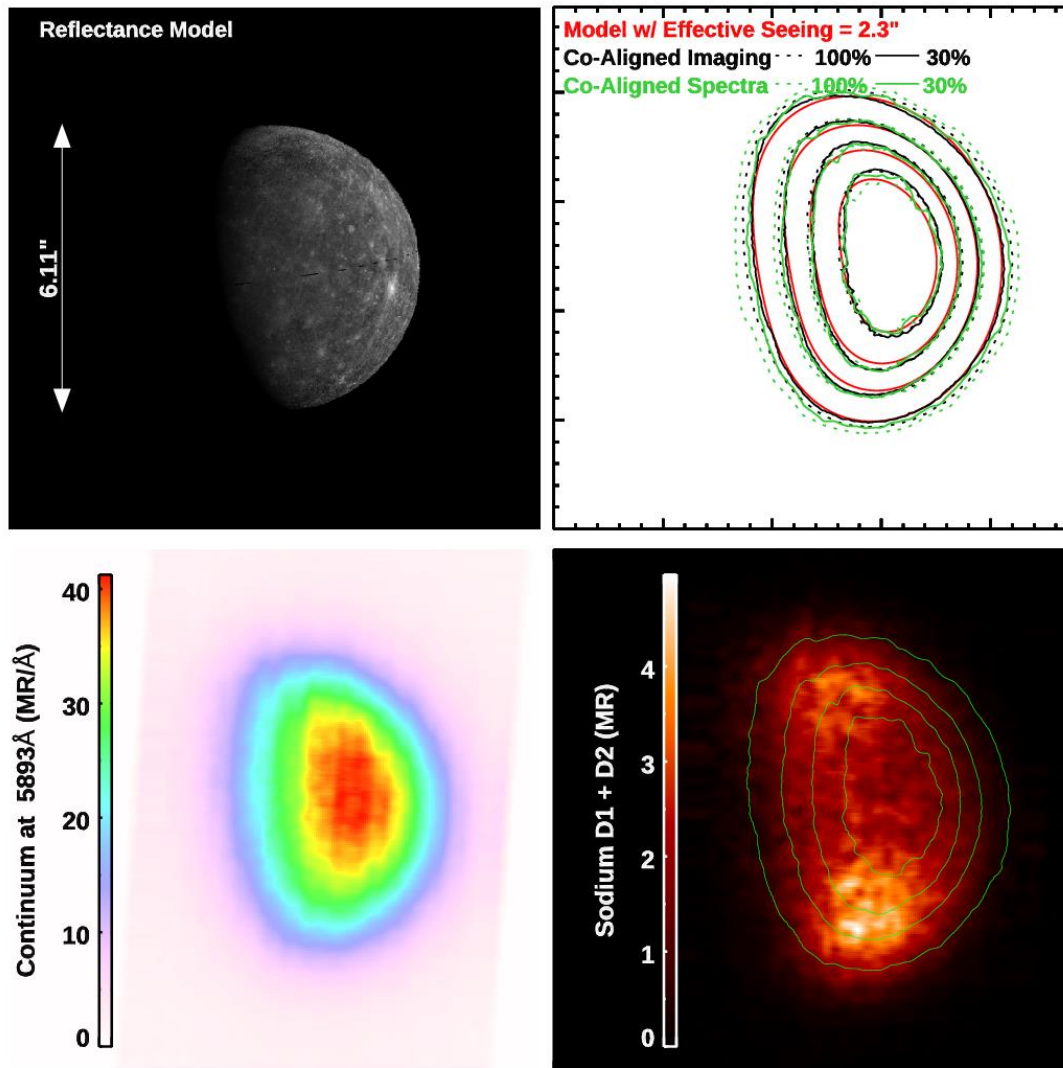 Reflectance Model
6.11"
Model w/ Effective Seeing = 2.3"
Co-Aligned Imaging 100% 30%
Co-Aligned Spectra 100% 30%
Continuum at 5893Å (MR/Å)
40
30
20
10
0
Sodium D1 + D2 (MR)
4
3
2
1
0